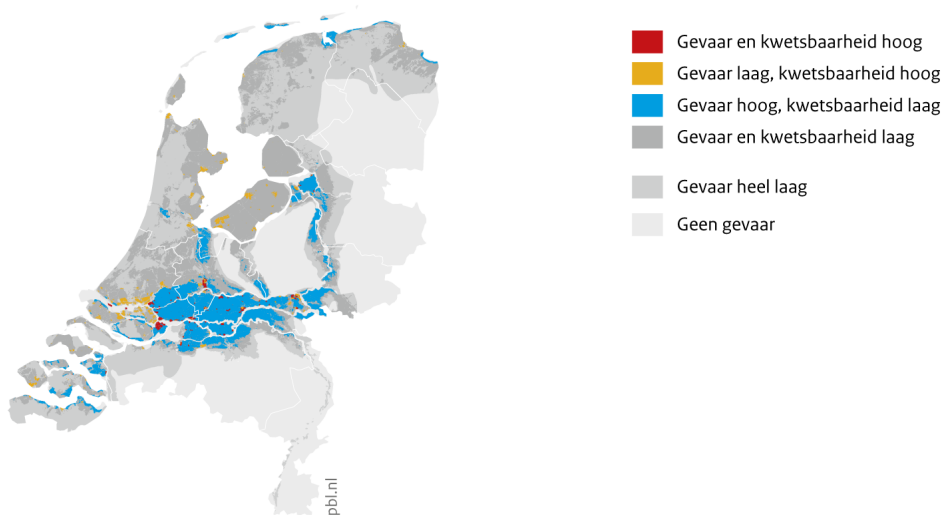 Gevaar en kwetsbaarheid hoog
Gevaar laag, kwetsbaarheid hoog
Gevaar hoog, kwetsbaarheid laag
Gevaar en kwetsbaarheid laag
Gevaar heel laag
Geen gevaar
pbl.nl